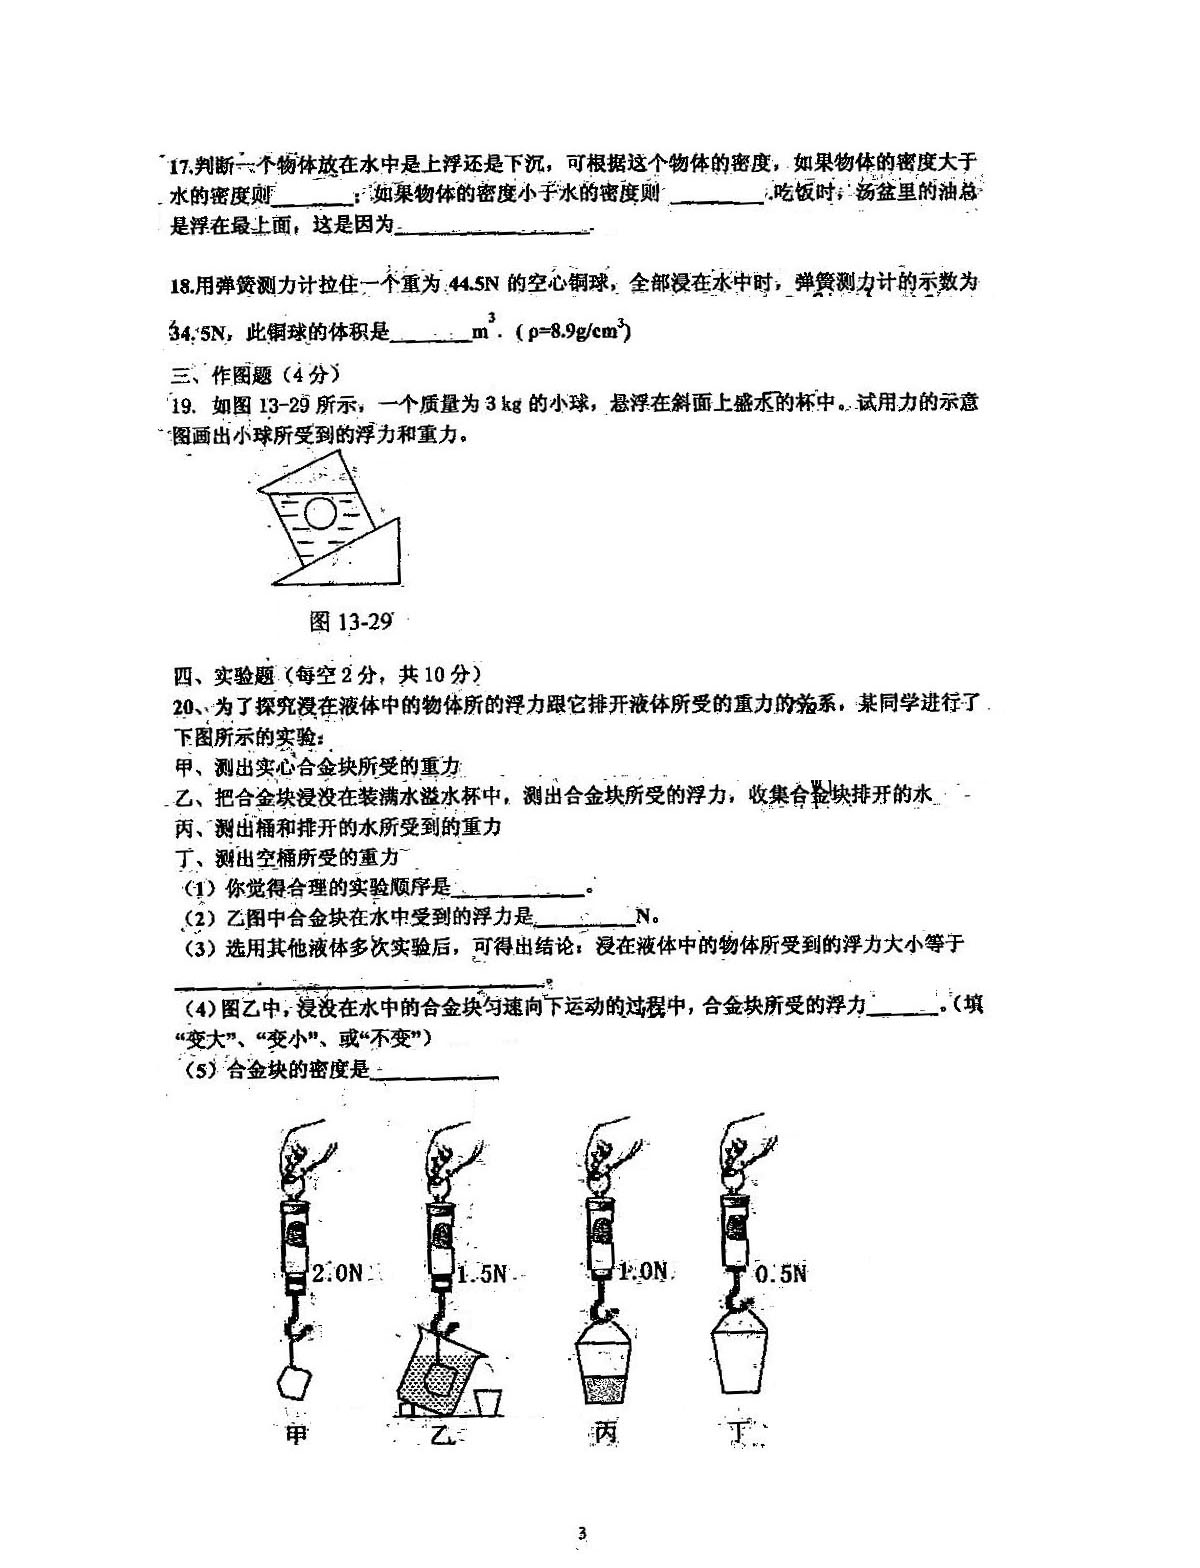 17.判断一个物体放在水中是上浮还是下沉，可根据这个物体的密度，如果物体的密度大于
水的密度则________；如果物体的密度小于水的密度则 ________.吃饭时，汤盆里的油总
是浮在最上面，这是因为__________________.
18.用弹簧测力计拉住一个重为 44.5N 的空心铜球，全部浸在水中时，弹簧测力计的示数为
34.5N，此铜球的体积是________m³．( ρ=8.9g/cm³)
三、作图题（4 分）
19. 如图 13-29 所示，一个质量为 3 kg 的小球，悬浮在斜面上盛水的杯中。试用力的示意
图画出小球所受到的浮力和重力。
图 13-29
四、实验题（每空 2 分，共 10 分）
20、为了探究浸在液体中的物体所的浮力跟它排开液体所受的重力的关系，某同学进行了
下图所示的实验：
甲、测出实心合金块所受的重力
乙、把合金块浸没在装满水溢水杯中，测出合金块所受的浮力，收集合金块排开的水
丙、测出桶和排开的水所受到的重力
丁、测出空桶所受的重力
（1）你觉得合理的实验顺序是____________。
（2）乙图中合金块在水中受到的浮力是_________N。
（3）选用其他液体多次实验后，可得出结论：浸在液体中的物体所受到的浮力大小等于
__________________________________。
（4）图乙中，浸没在水中的合金块匀速向下运动的过程中，合金块所受的浮力______。（填
“变大”、“变小”、或“不变”）
（5）合金块的密度是___________
2.0N 1.5N 1.0N 0.5N
甲 乙 丙 丁
3